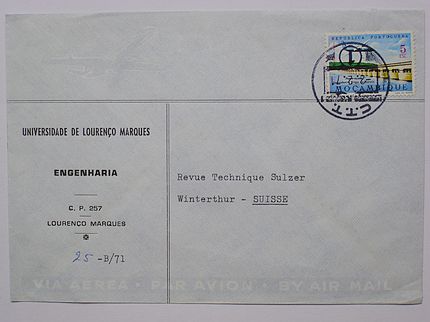 REPÚBLICA PORTUGUESA
5
MOÇAMBIQUE
C.T.T.
UNIVERSIDADE DE LOURENÇO MARQUES
ENGENHARIA
C. P. 257
LOURENÇO MARQUES
25 -B/71
Revue Technique Sulzer
Winterthur - SUISSE
VIA AEREA · PAR AVION · BY AIR MAIL